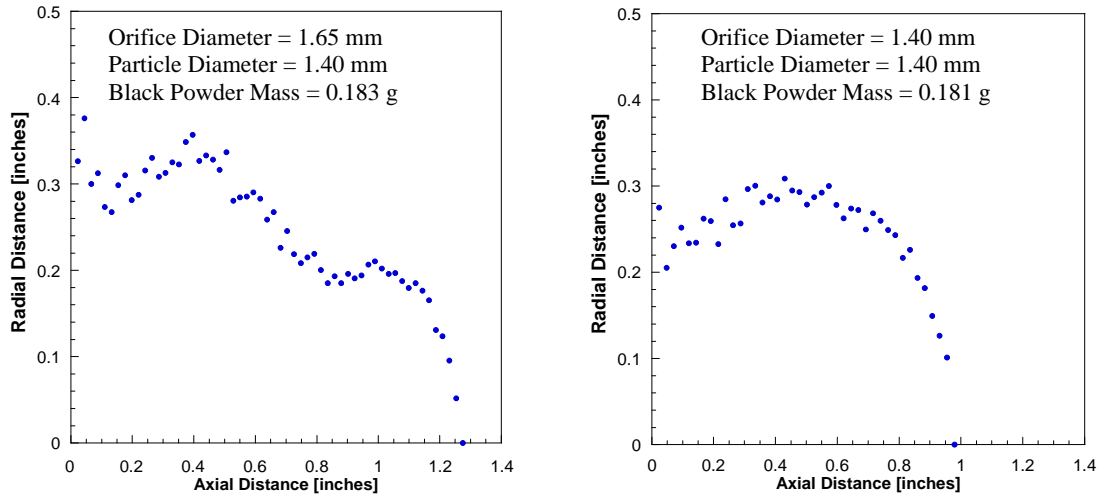 0.5
Orifice Diameter = 1.65 mm
Particle Diameter = 1.40 mm
Black Powder Mass = 0.183 g
0.4
0.3
0.2
0.1
0
Radial Distance [inches]
0 0.2 0.4 0.6 0.8 1 1.2 1.4
Axial Distance [inches]
0.5
Orifice Diameter = 1.40 mm
Particle Diameter = 1.40 mm
Black Powder Mass = 0.181 g
0.4
0.3
0.2
0.1
0
Radial Distance [inches]
0 0.2 0.4 0.6 0.8 1 1.2 1.4
Axial Distance [inches]